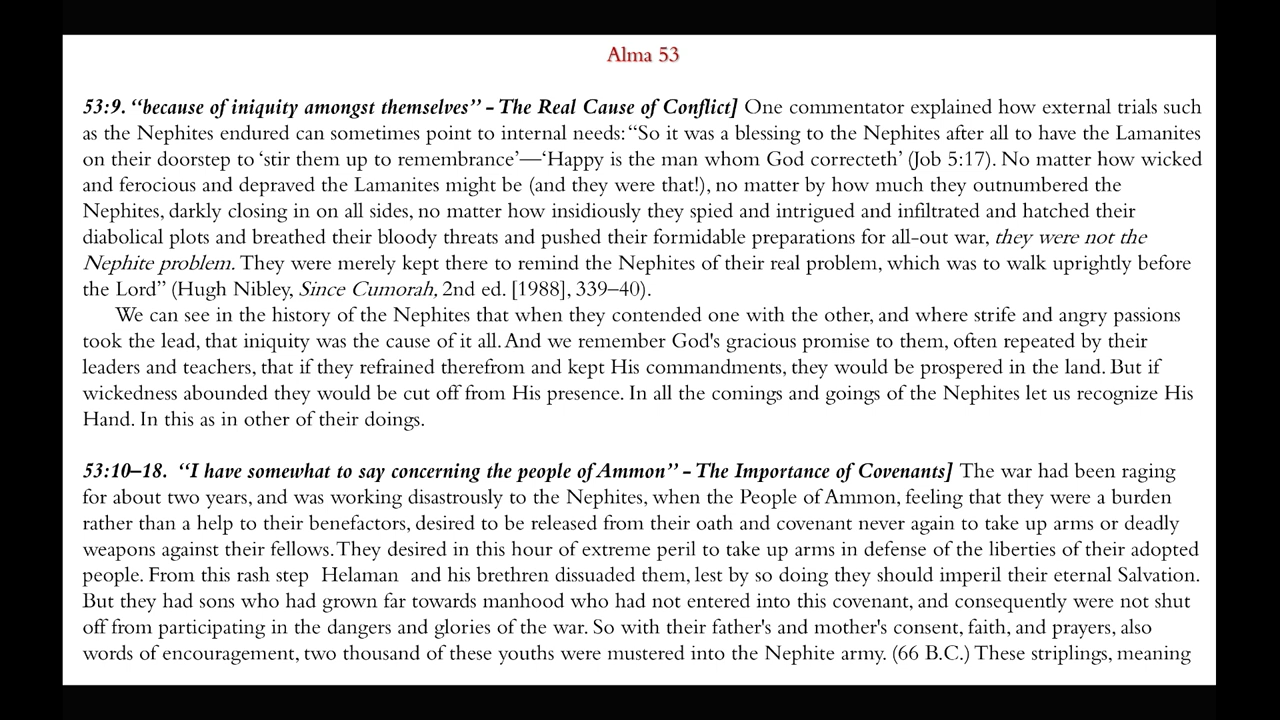 Alma 53
53:9. “because of iniquity amongst themselves” - The Real Cause of Conflict] One commentator explained how external trials such
as the Nephites endured can sometimes point to internal needs: “So it was a blessing to the Nephites after all to have the Lamanites
on their doorstep to ‘stir them up to remembrance’—‘Happy is the man whom God correcteth’ (Job 5:17). No matter how wicked
and ferocious and depraved the Lamanites might be (and they were that!), no matter by how much they outnumbered the
Nephites, darkly closing in on all sides, no matter how insidiously they spied and intrigued and infiltrated and hatched their
diabolical plots and breathed their bloody threats and pushed their formidable preparations for all-out war, they were not the
Nephite problem. They were merely kept there to remind the Nephites of their real problem, which was to walk uprightly before
the Lord” (Hugh Nibley, Since Cumorah, 2nd ed. [1988], 339–40).
We can see in the history of the Nephites that when they contended one with the other, and where strife and angry passions
took the lead, that iniquity was the cause of it all. And we remember God's gracious promise to them, often repeated by their
leaders and teachers, that if they refrained therefrom and kept His commandments, they would be prospered in the land. But if
wickedness abounded they would be cut off from His presence. In all the comings and goings of the Nephites let us recognize His
Hand. In this as in other of their doings.
53:10–18. “I have somewhat to say concerning the people of Ammon” - The Importance of Covenants] The war had been raging
for about two years, and was working disastrously to the Nephites, when the People of Ammon, feeling that they were a burden
rather than a help to their benefactors, desired to be released from their oath and covenant never again to take up arms or deadly
weapons against their fellows. They desired in this hour of extreme peril to take up arms in defense of the liberties of their adopted
people. From this rash step Helaman and his brethren dissuaded them, lest by so doing they should imperil their eternal Salvation.
But they had sons who had grown far towards manhood who had not entered into this covenant, and consequently were not shut
off from participating in the dangers and glories of the war. So with their father's and mother's consent, faith, and prayers, also
words of encouragement, two thousand of these youths were mustered into the Nephite army. (66 B.C.) These striplings, meaning